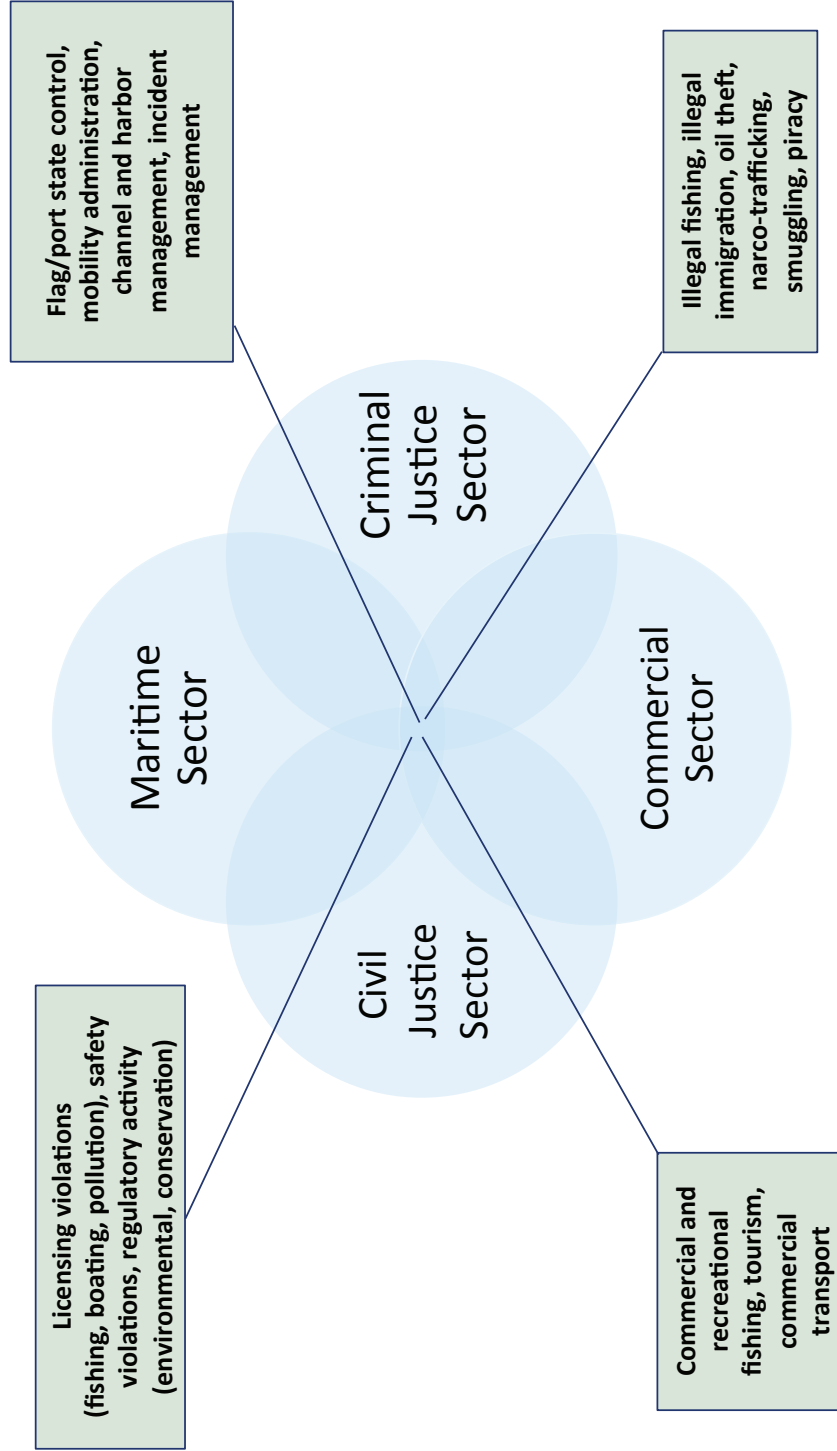 Licensing violations
(fishing, boating, pollution), safety
violations, regulatory activity
(environmental, conservation)
Flag/port state control,
mobility administration,
channel and harbor
management, incident
management
Maritime
Sector
Civil
Justice
Sector
Criminal
Justice
Sector
Commercial
Sector
Commercial and
recreational
fishing, tourism,
commercial
transport
Illegal fishing, illegal
immigration, oil theft,
narco-trafficking,
smuggling, piracy